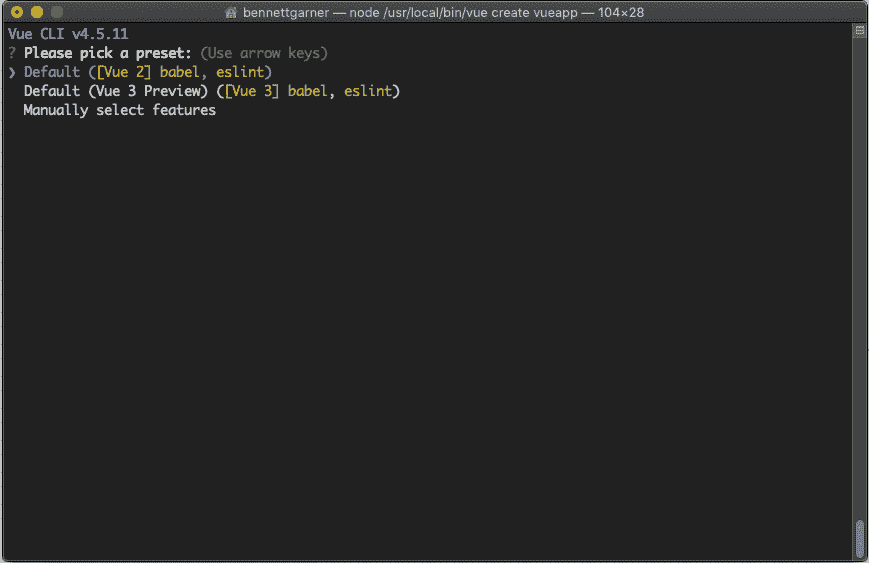 bennettgarner — node /usr/local/bin/vue create vueapp — 104×28
Vue CLI v4.5.11
? Please pick a preset: (Use arrow keys)
❯ Default ([Vue 2] babel, eslint)
Default (Vue 3 Preview) ([Vue 3] babel, eslint)
Manually select features